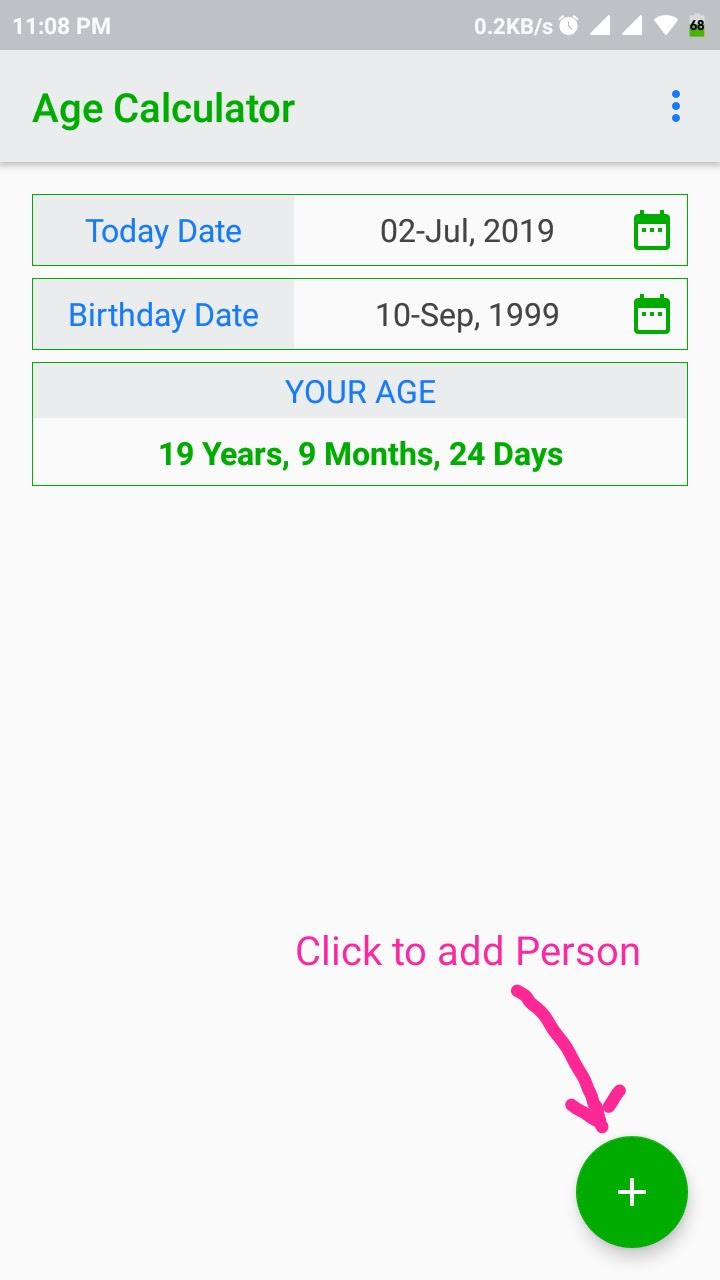 11:08 PM 0.2KB/s 68
Age Calculator
Today Date 02-Jul, 2019
Birthday Date 10-Sep, 1999
YOUR AGE
19 Years, 9 Months, 24 Days
Click to add Person
+